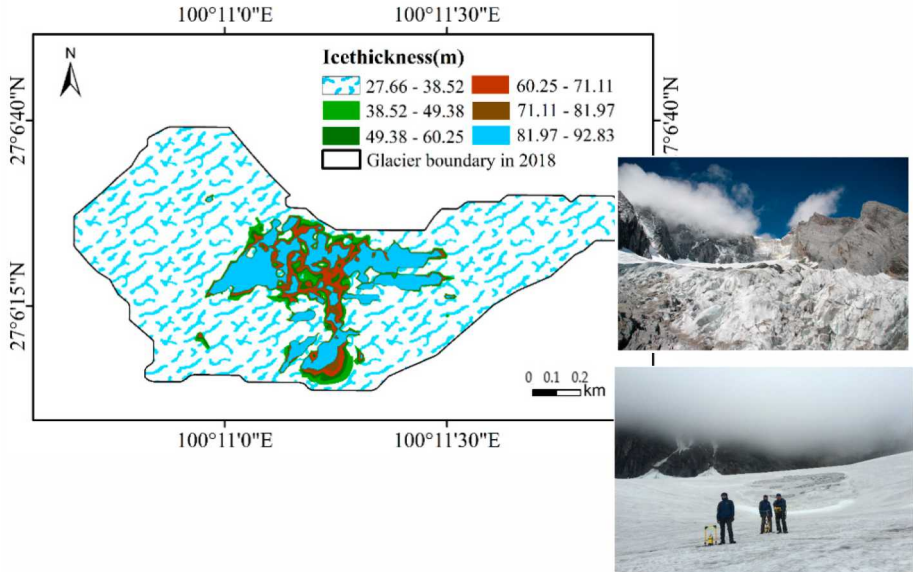 100°11'0"E 100°11'30"E
N
Icethickness(m)
27.66 - 38.52 60.25 - 71.11
38.52 - 49.38 71.11 - 81.97
49.38 - 60.25 81.97 - 92.83
Glacier boundary in 2018
27°6'40"N
7°6'40"N
27°6'15"N
0 0.1 0.2
km
100°11'0"E 100°11'30"E